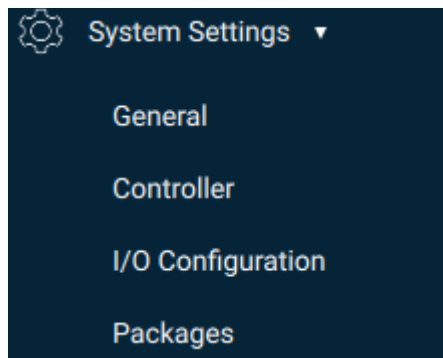 System Settings ▼
General
Controller
I/O Configuration
Packages